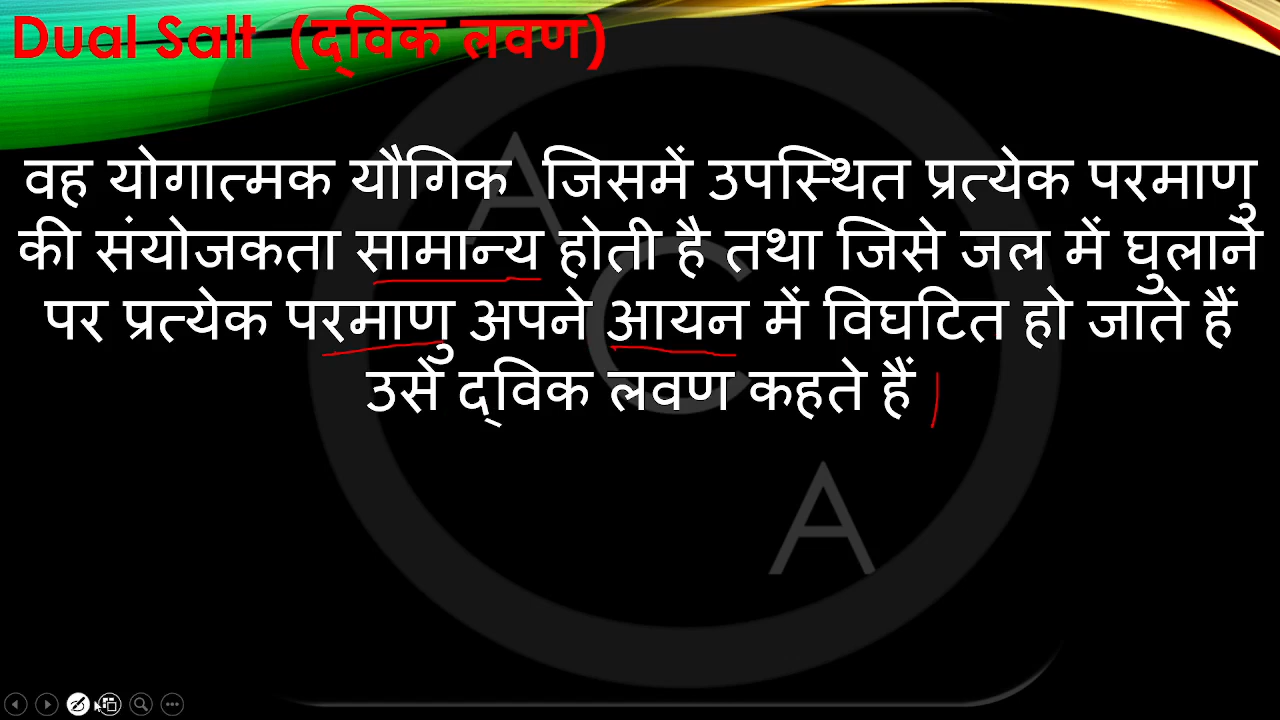 Dual Salt (द्विक लवण)
वह योगात्मक यौगिक जिसमें उपस्थित प्रत्येक परमाणु
की संयोजकता सामान्य होती है तथा जिसे जल में घुलाने
पर प्रत्येक परमाणु अपने आयन में विघटित हो जाते हैं
उसे द्विक लवण कहते हैं |
A
C
A